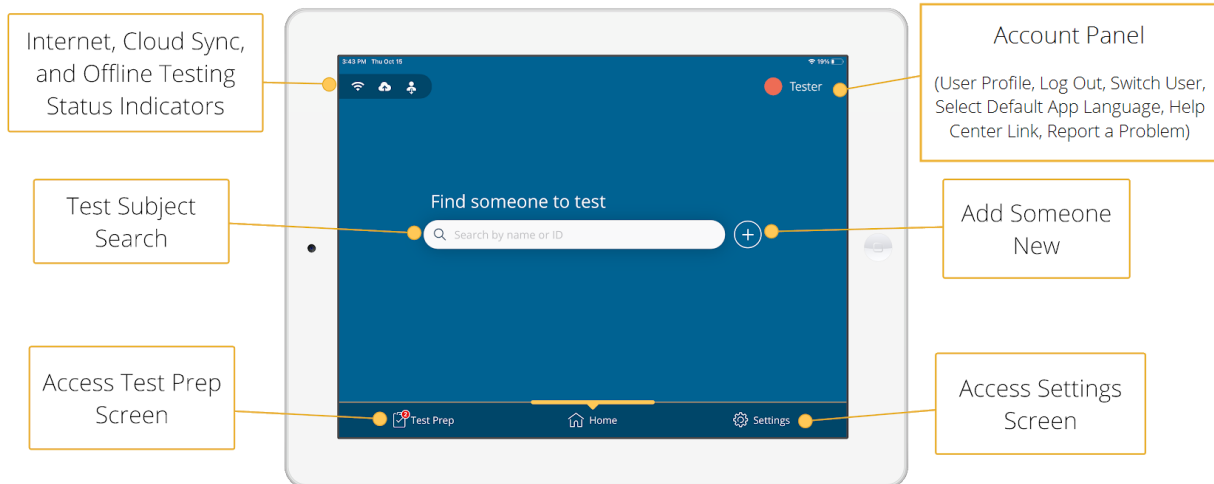 Internet, Cloud Sync,
and Offline Testing
Status Indicators
Account Panel
(User Profile, Log Out, Switch User,
Select Default App Language, Help
Center Link, Report a Problem)
3:43 PM Thu Oct 15
19%
Tester
Test Subject
Search
Find someone to test
Search by name or ID
Add Someone
New
Access Test Prep
Screen
2
Test Prep
Home
Settings
Access Settings
Screen